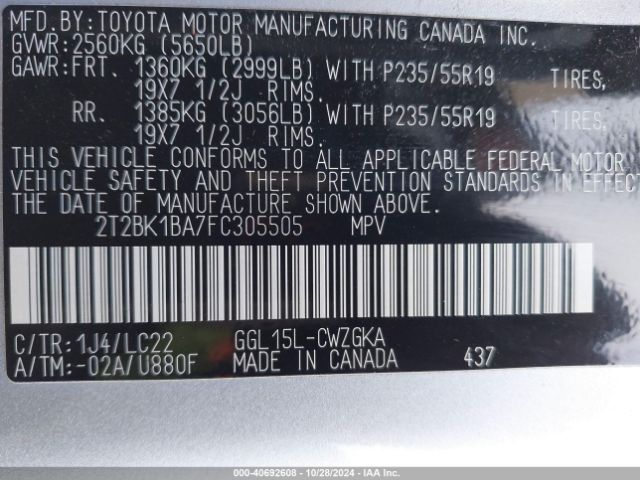 MFD.BY:TOYOTA MOTOR MANUFACTURING CANADA INC.
GVWR:2560KG (5650LB)
GAWR:FRT. 1360KG (2999LB) WITH P235/55R19 TIRES,
19X7 1/2J RIMS.
RR. 1385KG (3056LB) WITH P235/55R19 TIRES,
19X7 1/2J RIMS.
THIS VEHICLE CONFORMS TO ALL APPLICABLE FEDERAL MOTOR
VEHICLE SAFETY AND THEFT PREVENTION STANDARDS IN EFFECT
THE DATE OF MANUFACTURE SHOWN ABOVE.
2T2BK1BA7FC305505 MPV
C/TR:1J4/LC22 GGL15L-CWZGKA
A/TM:-02A/U880F MADE IN CANADA 437
000-40692608 - 10/28/2024 - IAA Inc.